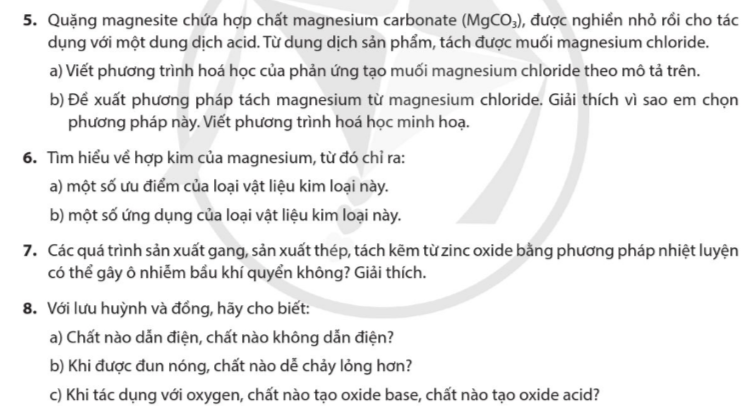 5. Quặng magnesite chứa hợp chất magnesium carbonate (MgCO₃), được nghiền nhỏ rồi cho tác
dụng với một dung dịch acid. Từ dung dịch sản phẩm, tách được muối magnesium chloride.
a) Viết phương trình hoá học của phản ứng tạo muối magnesium chloride theo mô tả trên.
b) Đề xuất phương pháp tách magnesium từ magnesium chloride. Giải thích vì sao em chọn
phương pháp này. Viết phương trình hoá học minh hoạ.
6. Tìm hiểu về hợp kim của magnesium, từ đó chỉ ra:
a) một số ưu điểm của loại vật liệu kim loại này.
b) một số ứng dụng của loại vật liệu kim loại này.
7. Các quá trình sản xuất gang, sản xuất thép, tách kẽm từ zinc oxide bằng phương pháp nhiệt luyện
có thể gây ô nhiễm bầu khí quyển không? Giải thích.
8. Với lưu huỳnh và đồng, hãy cho biết:
a) Chất nào dẫn điện, chất nào không dẫn điện?
b) Khi được đun nóng, chất nào dễ chảy lỏng hơn?
c) Khi tác dụng với oxygen, chất nào tạo oxide base, chất nào tạo oxide acid?